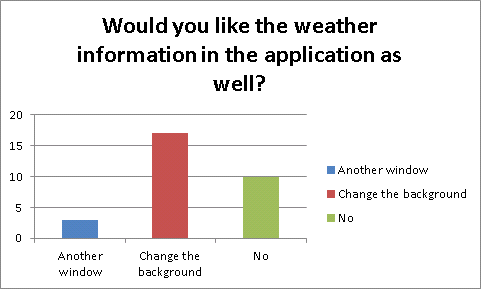 Would you like the weather
information in the application as
well?
20
15
10
5
0
Another
window
Change the
background
No
Another window
Change the background
No